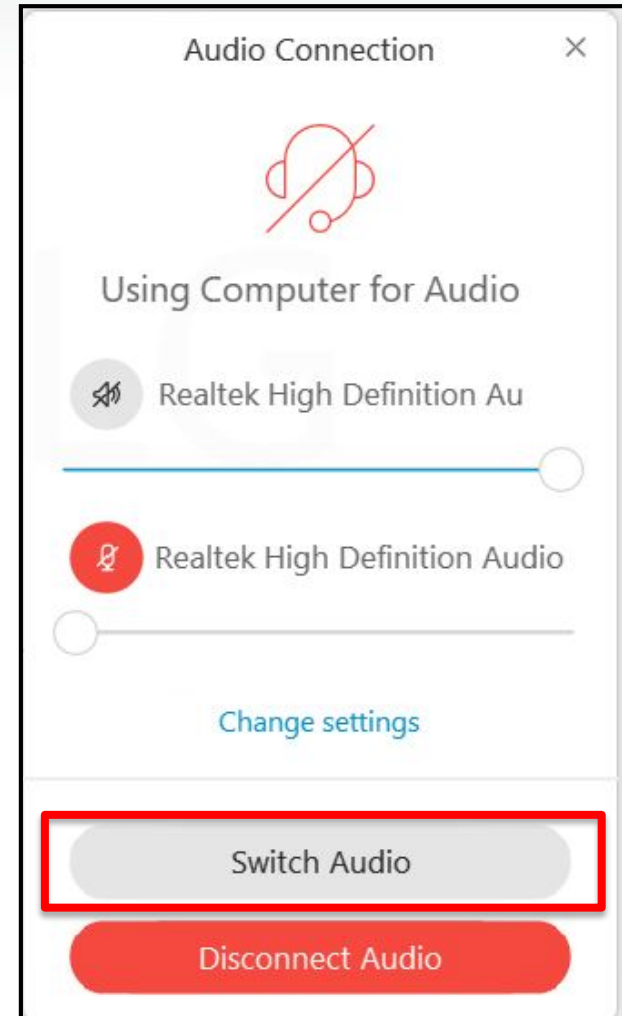 Audio Connection
Using Computer for Audio
Realtek High Definition Au
Realtek High Definition Audio
Change settings
Switch Audio
Disconnect Audio